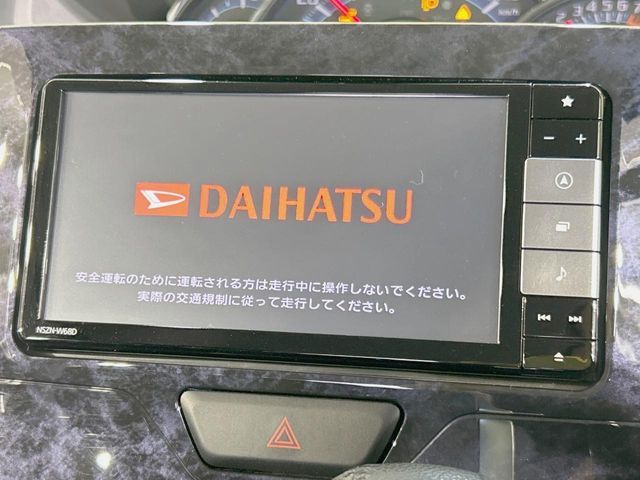 DAIHATSU
安全運転のために運転される方は走行中に操作しないでください。
実際の交通規制に従って走行してください。
NSZN-W68D